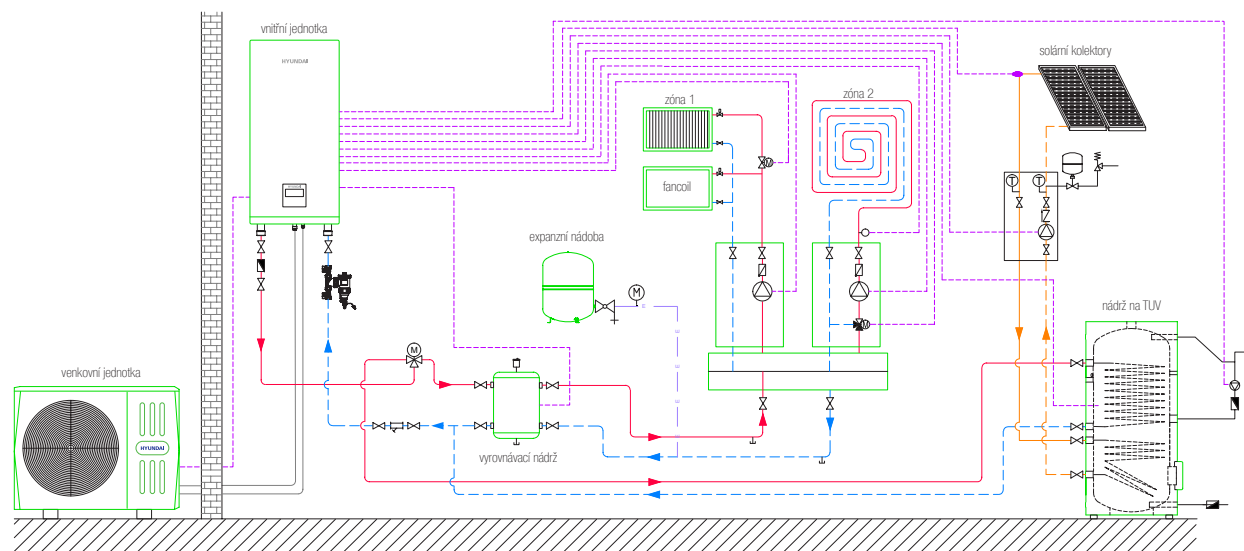 vnitřní jednotka
HYUNDAI
solární kolektory
zóna 1
zóna 2
fancoil
T
T
expanzní nádoba
M
nádrž na TUV
M
venkovní jednotka
HYUNDAI
vyrovnávací nádrž